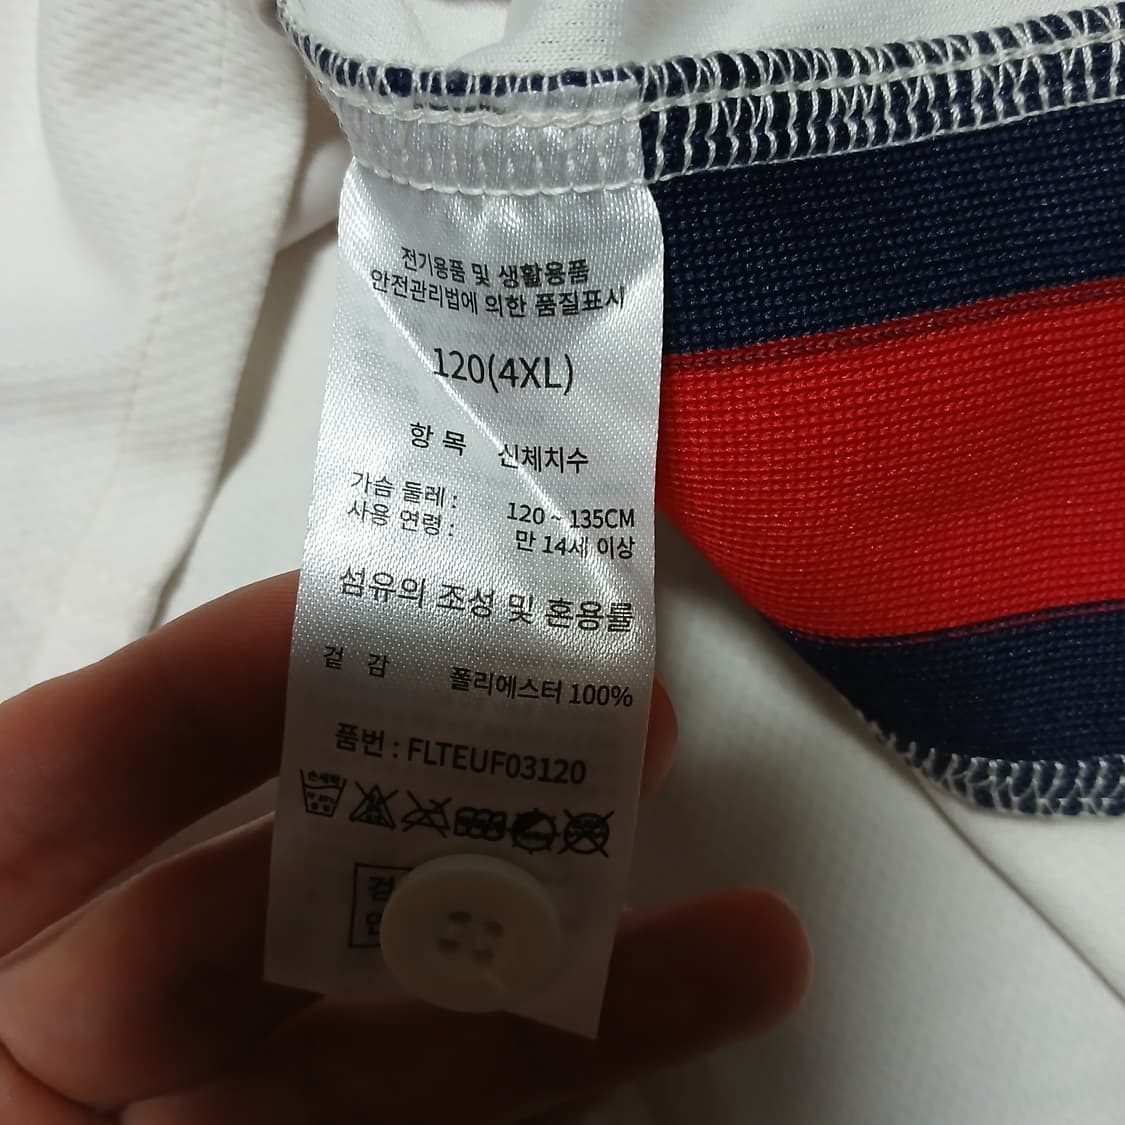 전기용품 및 생활용품
안전관리법에 의한 품질표시
120(4XL)
항 목 신체치수
가슴 둘레 : 120 ~ 135CM
사용 연령 : 만 14세 이상
섬유의 조성 및 혼용률
겉 감 폴리에스터 100%
품번 : FLTEUF03120
손세탁